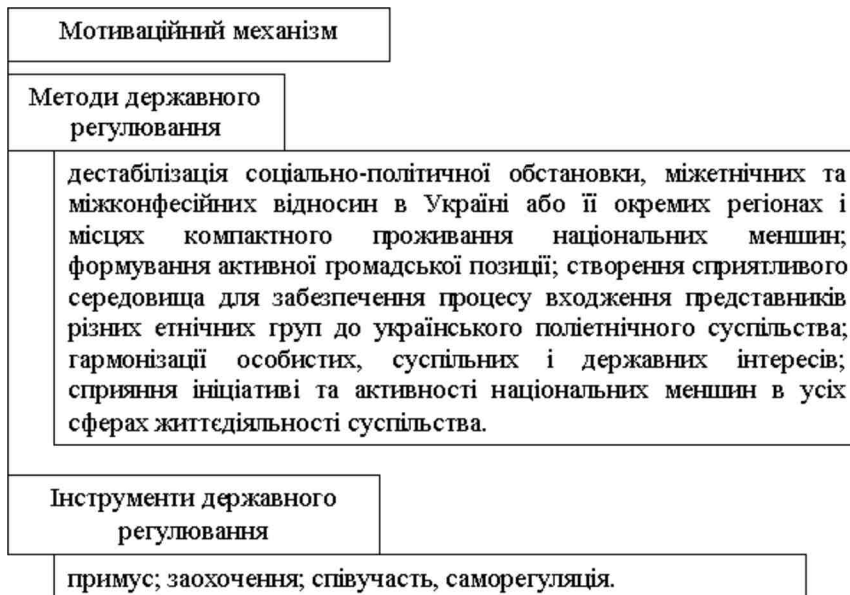 Мотиваційний механізм
Методи державного
регулювання
дестабілізація соціально-політичної обстановки, міжетнічних та
міжконфесійних відносин в Україні або її окремих регіонах і
місцях компактного проживання національних меншин;
формування активної громадської позиції; створення сприятливого
середовища для забезпечення процесу входження представників
різних етнічних груп до українського поліетнічного суспільства;
гармонізації особистих, суспільних і державних інтересів;
сприяння ініціативі та активності національних меншин в усіх
сферах життєдіяльності суспільства.
Інструменти державного
регулювання
примус; заохочення; співучасть, саморегуляція.